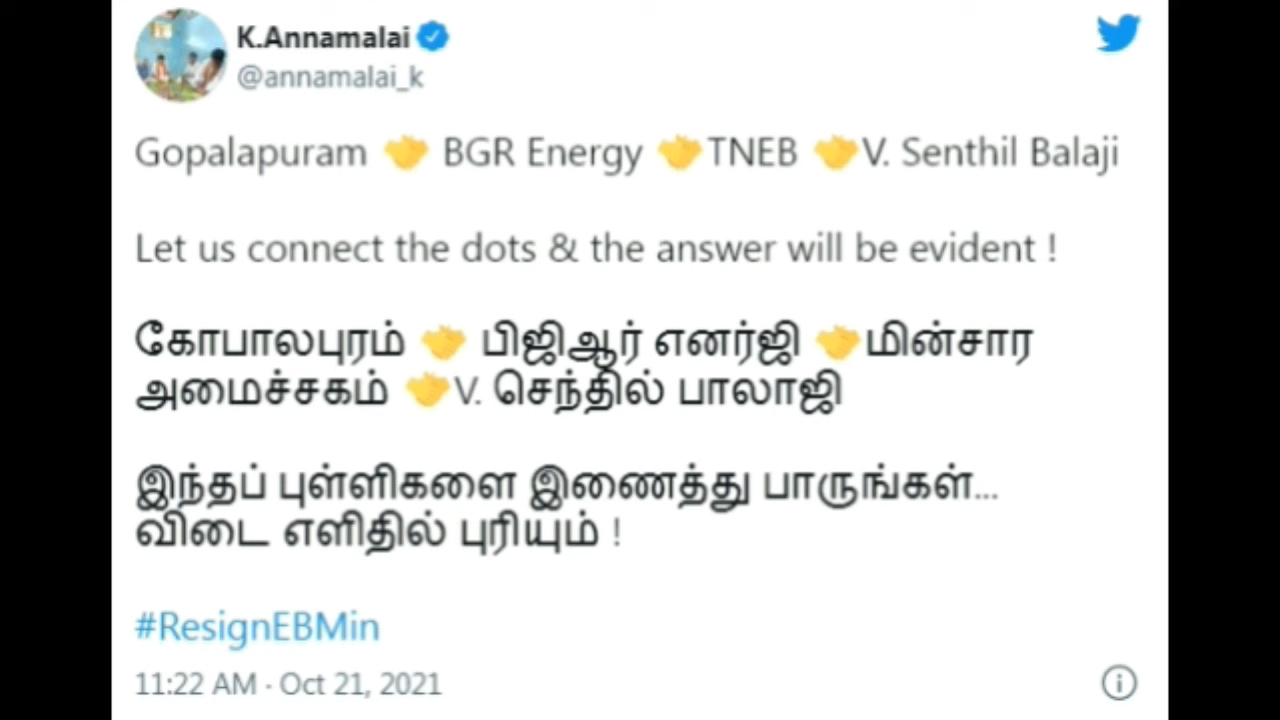 K.Annamalai
@annamalai_k
Gopalapuram 🤝 BGR Energy 🤝TNEB 🤝V. Senthil Balaji
Let us connect the dots & the answer will be evident !
கோபாலபுரம் 🤝 பிஜிஆர் எனர்ஜி 🤝மின்சார
அமைச்சகம் 🤝V. செந்தில் பாலாஜி
இந்தப் புள்ளிகளை இணைத்து பாருங்கள்...
விடை எளிதில் புரியும் !
#ResignEBMin
11:22 AM · Oct 21, 2021